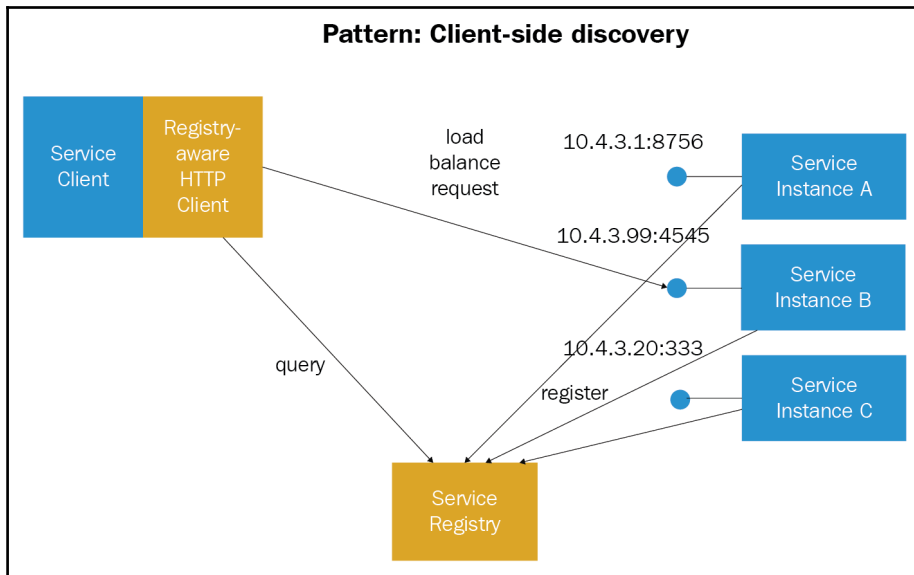 Pattern: Client-side discovery
Service
Client
Registry-
aware
HTTP
Client
load
balance
request
10.4.3.1:8756
Service
Instance A
10.4.3.99:4545
Service
Instance B
10.4.3.20:333
Service
Instance C
query
register
Service
Registry